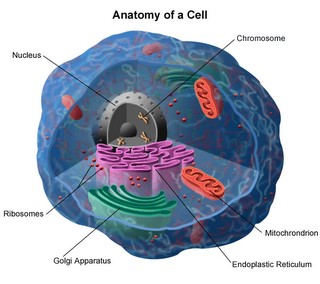 Anatomy of a Cell
Chromosome
Nucleus
Ribosomes
Mitochrondrion
Golgi Apparatus
Endoplastic Reticulum